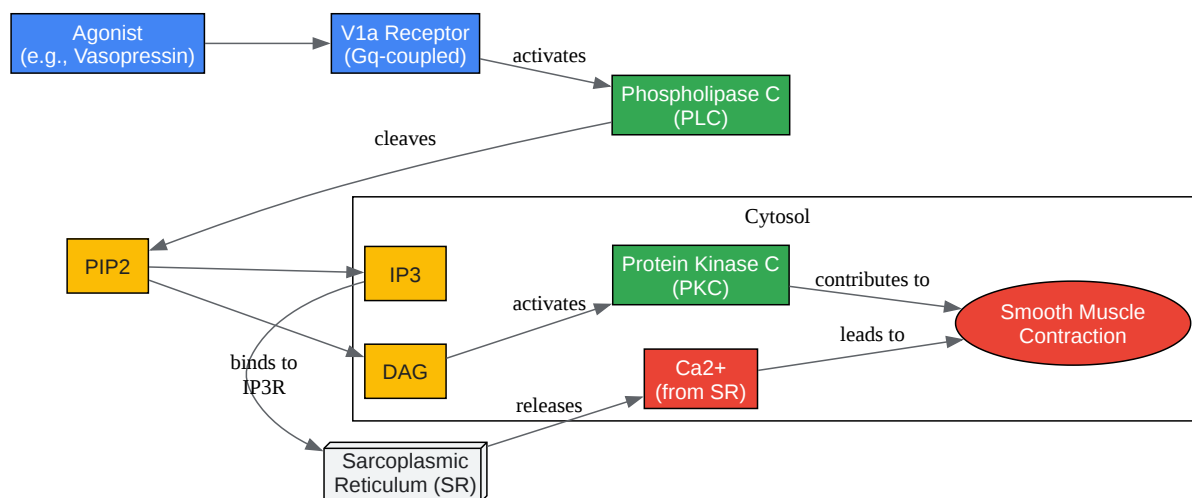 Agonist
(e.g., Vasopressin)
V1a Receptor
(Gq-coupled)
activates
Phospholipase C
(PLC)
cleaves
Cytosol
PIP2
IP3
Protein Kinase C
(PKC)
contributes to
activates
Smooth Muscle
Contraction
binds to
IP3R
DAG
leads to
Ca2+
(from SR)
releases
Sarcoplasmic
Reticulum (SR)